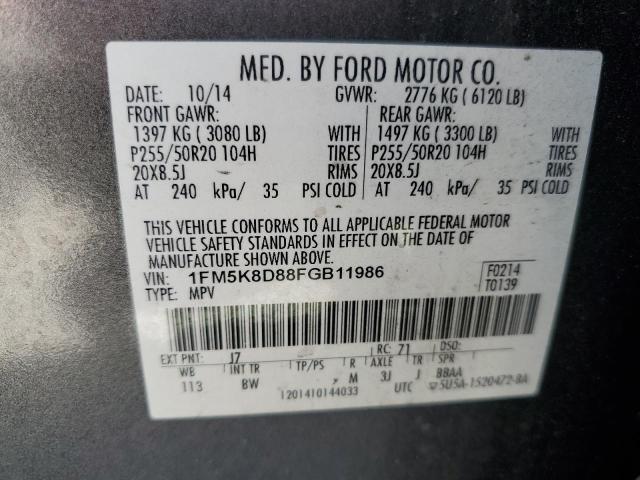 MFD. BY FORD MOTOR CO.
DATE: 10/14 GVWR: 2776 KG ( 6120 LB)
FRONT GAWR: REAR GAWR:
1397 KG ( 3080 LB) WITH 1497 KG ( 3300 LB) WITH
P255/50R20 104H TIRES P255/50R20 104H TIRES
20X8.5J RIMS 20X8.5J RIMS
AT 240 kPa/ 35 PSI COLD AT 240 kPa/ 35 PSI COLD
THIS VEHICLE CONFORMS TO ALL APPLICABLE FEDERAL MOTOR
VEHICLE SAFETY STANDARDS IN EFFECT ON THE DATE OF
MANUFACTURE SHOWN ABOVE.
VIN: 1FM5K8D88FGB11986 F0214
TYPE: MPV T0139
EXT PNT: J7 RC: 71 DSO:
WB INT TR TP/PS R AXLE TR SPR
113 BW M 3J J BBAA
1201410144033 UTC 5U5A-1520472-BA